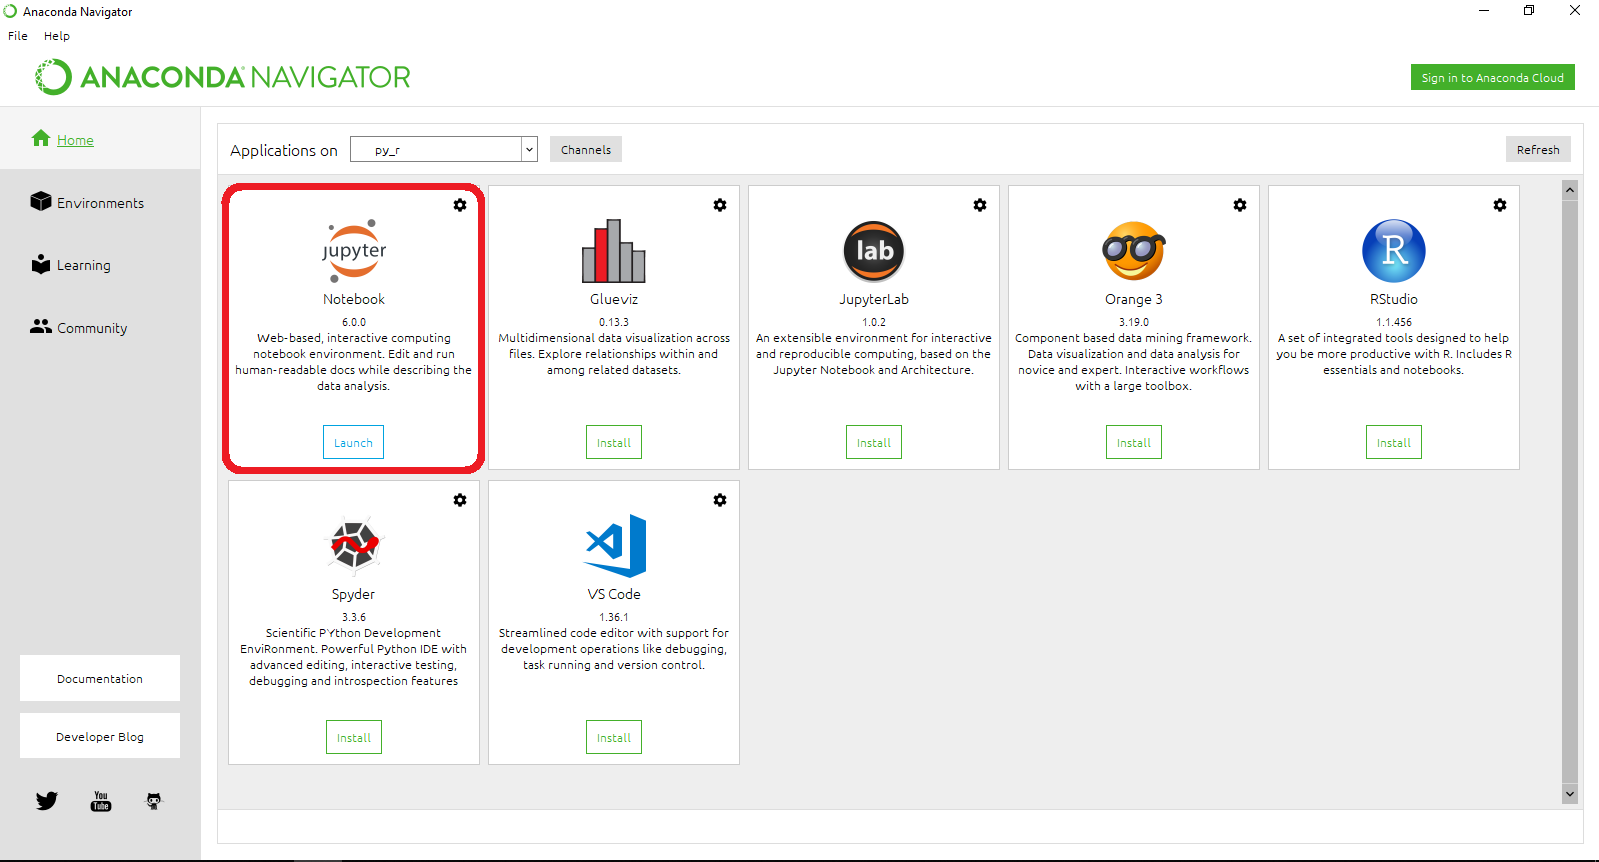 Anaconda Navigator
File Help
ANACONDA NAVIGATOR
Sign in to Anaconda Cloud
Home
Environments
Learning
Community
Documentation
Developer Blog
You
Tube
Applications on py_r Channels Refresh
jupyter
Notebook
6.0.0
Web-based, interactive computing
notebook environment. Edit and run
human-readable docs while describing the
data analysis.
Launch
Glueviz
0.13.3
Multidimensional data visualization across
files. Explore relationships within and
among related datasets.
Install
lab
JupyterLab
1.0.2
An extensible environment for interactive
and reproducible computing, based on the
Jupyter Notebook and Architecture.
Install
Orange 3
3.19.0
Component based data mining framework.
Data visualization and data analysis for
novice and expert. Interactive workflows
with a large toolbox.
Install
R
RStudio
1.1.456
A set of integrated tools designed to help
you be more productive with R. Includes R
essentials and notebooks.
Install
Spyder
3.3.6
Scientific PYthon Development
EnviRonment. Powerful Python IDE with
advanced editing, interactive testing,
debugging and introspection features
Install
VS Code
1.36.1
Streamlined code editor with support for
development operations like debugging,
task running and version control.
Install